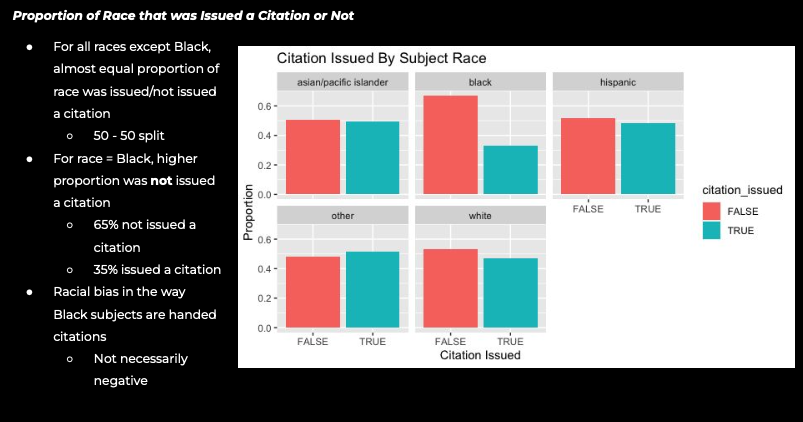 Proportion of Race that was Issued a Citation or Not
● For all races except Black,
almost equal proportion of
race was issued/not issued
a citation
○ 50 - 50 split
● For race = Black, higher
proportion was not issued
a citation
○ 65% not issued a
citation
○ 35% issued a citation
● Racial bias in the way
Black subjects are handed
citations
○ Not necessarily
negative
Citation Issued By Subject Race
asian/pacific islander
black
hispanic
0.6
0.4
0.2
0.0
FALSE TRUE
other
white
0.6
0.4
0.2
0.0
FALSE TRUE
FALSE TRUE
Proportion
Citation Issued
citation_issued
FALSE
TRUE